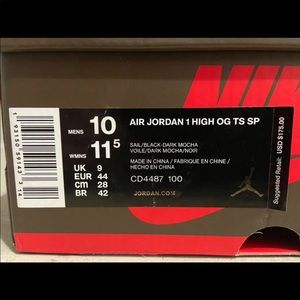 MENS 10
WMNS 11.5
UK 9
EUR 44
cm 28
BR 42
AIR JORDAN 1 HIGH OG TS SP
SAIL/BLACK-DARK MOCHA
VOILE/DARK MOCHA/NOIR
MADE IN CHINA / FABRIQUE EN CHINE /
HECHO EN CHINA
CD4487 100
JORDAN.COM
Suggested Retail: USD $175.00
NIKE